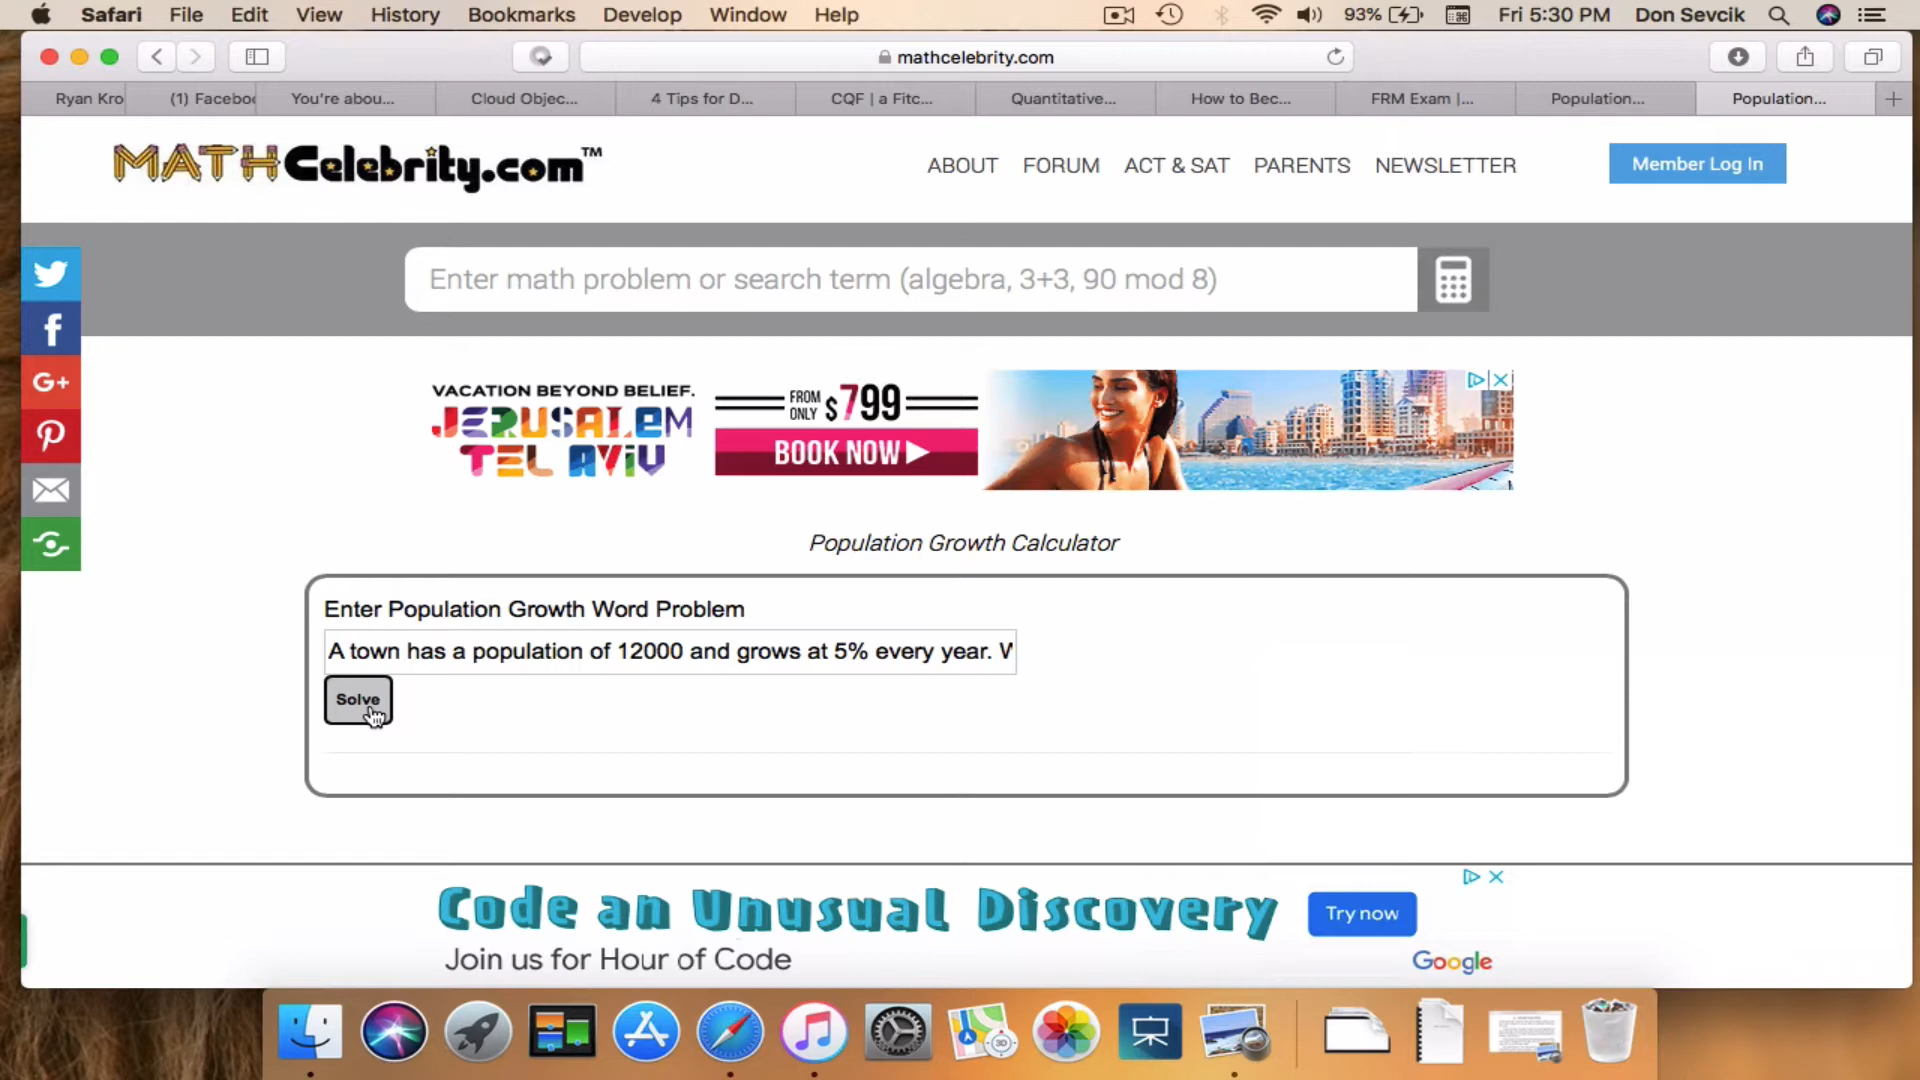 Safari File Edit View History Bookmarks Develop Window Help 93% Fri 5:30 PM Don Sevcik
mathcelebrity.com
Ryan Kro (1) Faceboo You're abou... Cloud Objec... 4 Tips for D... CQF | a Fitc... Quantitative... How to Bec... FRM Exam |... Population... Population...
MATHCelebrity.com™
ABOUT FORUM ACT & SAT PARENTS NEWSLETTER Member Log In
Enter math problem or search term (algebra, 3+3, 90 mod 8)
VACATION BEYOND BELIEF.
JERUSALEM
TEL AVIV
FROM ONLY $799
BOOK NOW
Population Growth Calculator
Enter Population Growth Word Problem
A town has a population of 12000 and grows at 5% every year. W
Solve
Code an Unusual Discovery
Join us for Hour of Code
Try now
Google